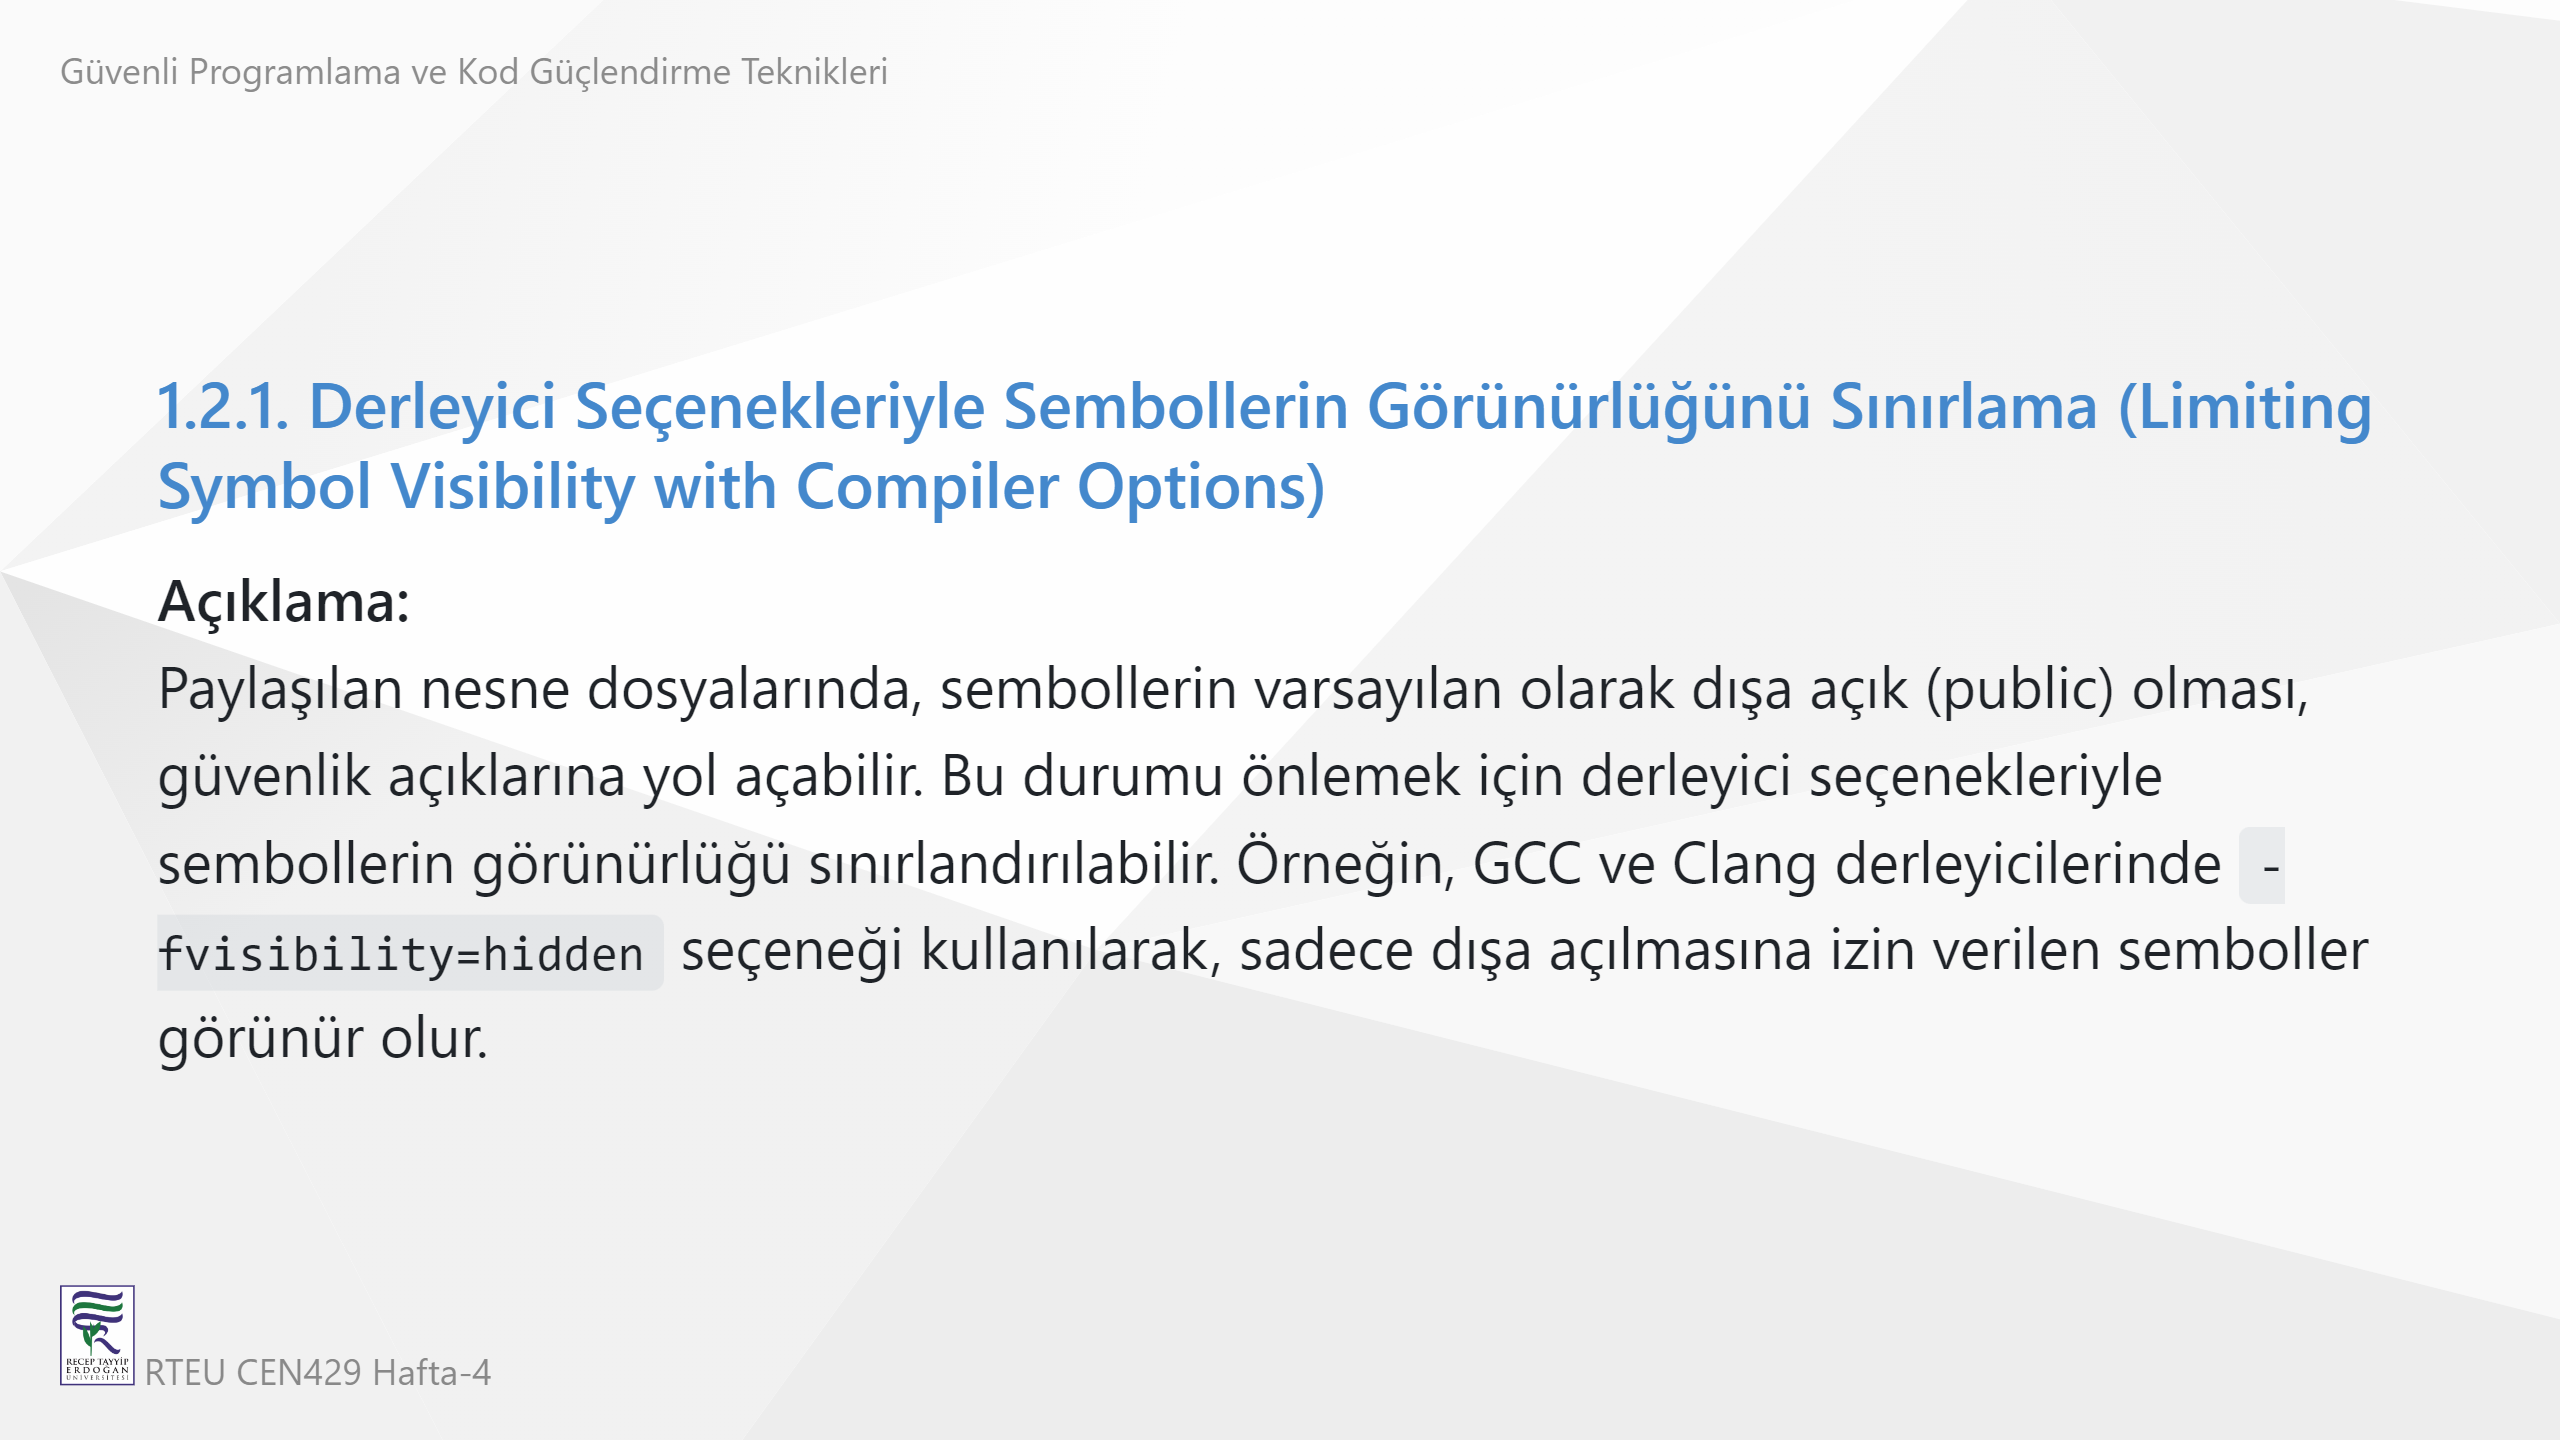 Güvenli Programlama ve Kod Güçlendirme Teknikleri
1.2.1. Derleyici Seçenekleriyle Sembollerin Görünürlüğünü Sınırlama (Limiting
Symbol Visibility with Compiler Options)
Açıklama:
Paylaşılan nesne dosyalarında, sembollerin varsayılan olarak dışa açık (public) olması,
güvenlik açıklarına yol açabilir. Bu durumu önlemek için derleyici seçenekleriyle
sembollerin görünürlüğü sınırlandırılabilir. Örneğin, GCC ve Clang derleyicilerinde -
fvisibility=hidden seçeneği kullanılarak, sadece dışa açılmasına izin verilen semboller
görünür olur.
RECEP TAYYİP
ERDOĞAN
ÜNİVERSİTESİ
RTEU CEN429 Hafta-4